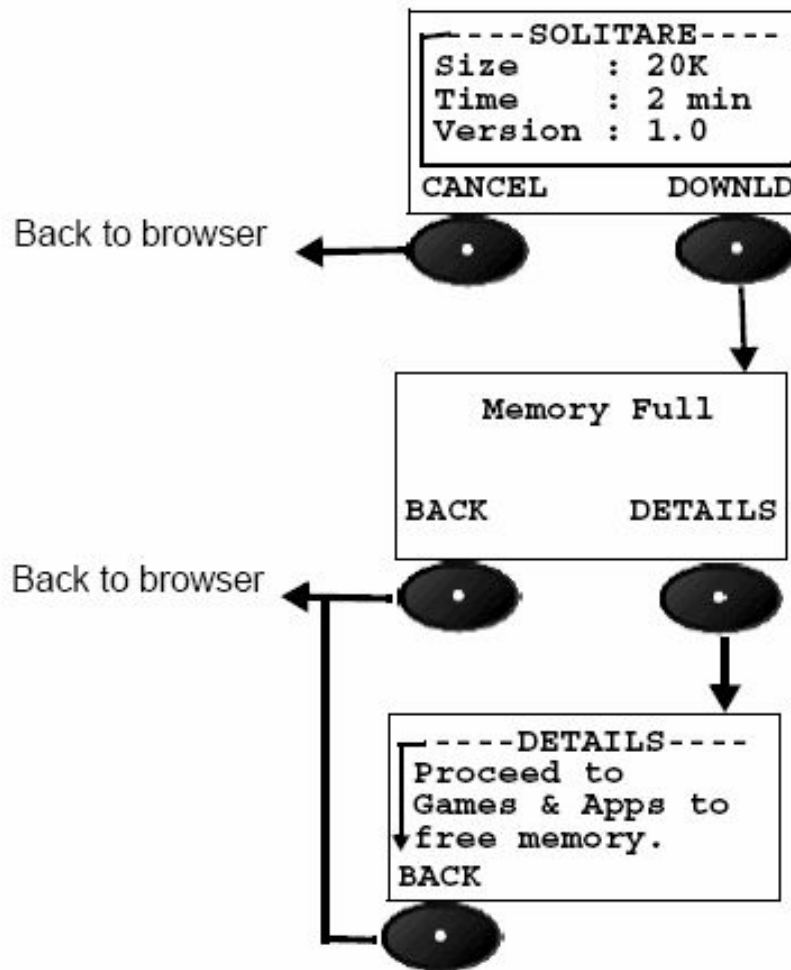 ----SOLITARE----
Size : 20K
Time : 2 min
Version : 1.0
CANCEL DOWNLD
Back to browser
Memory Full
BACK DETAILS
Back to browser
-----DETAILS----
Proceed to
Games & Apps to
free memory.
BACK